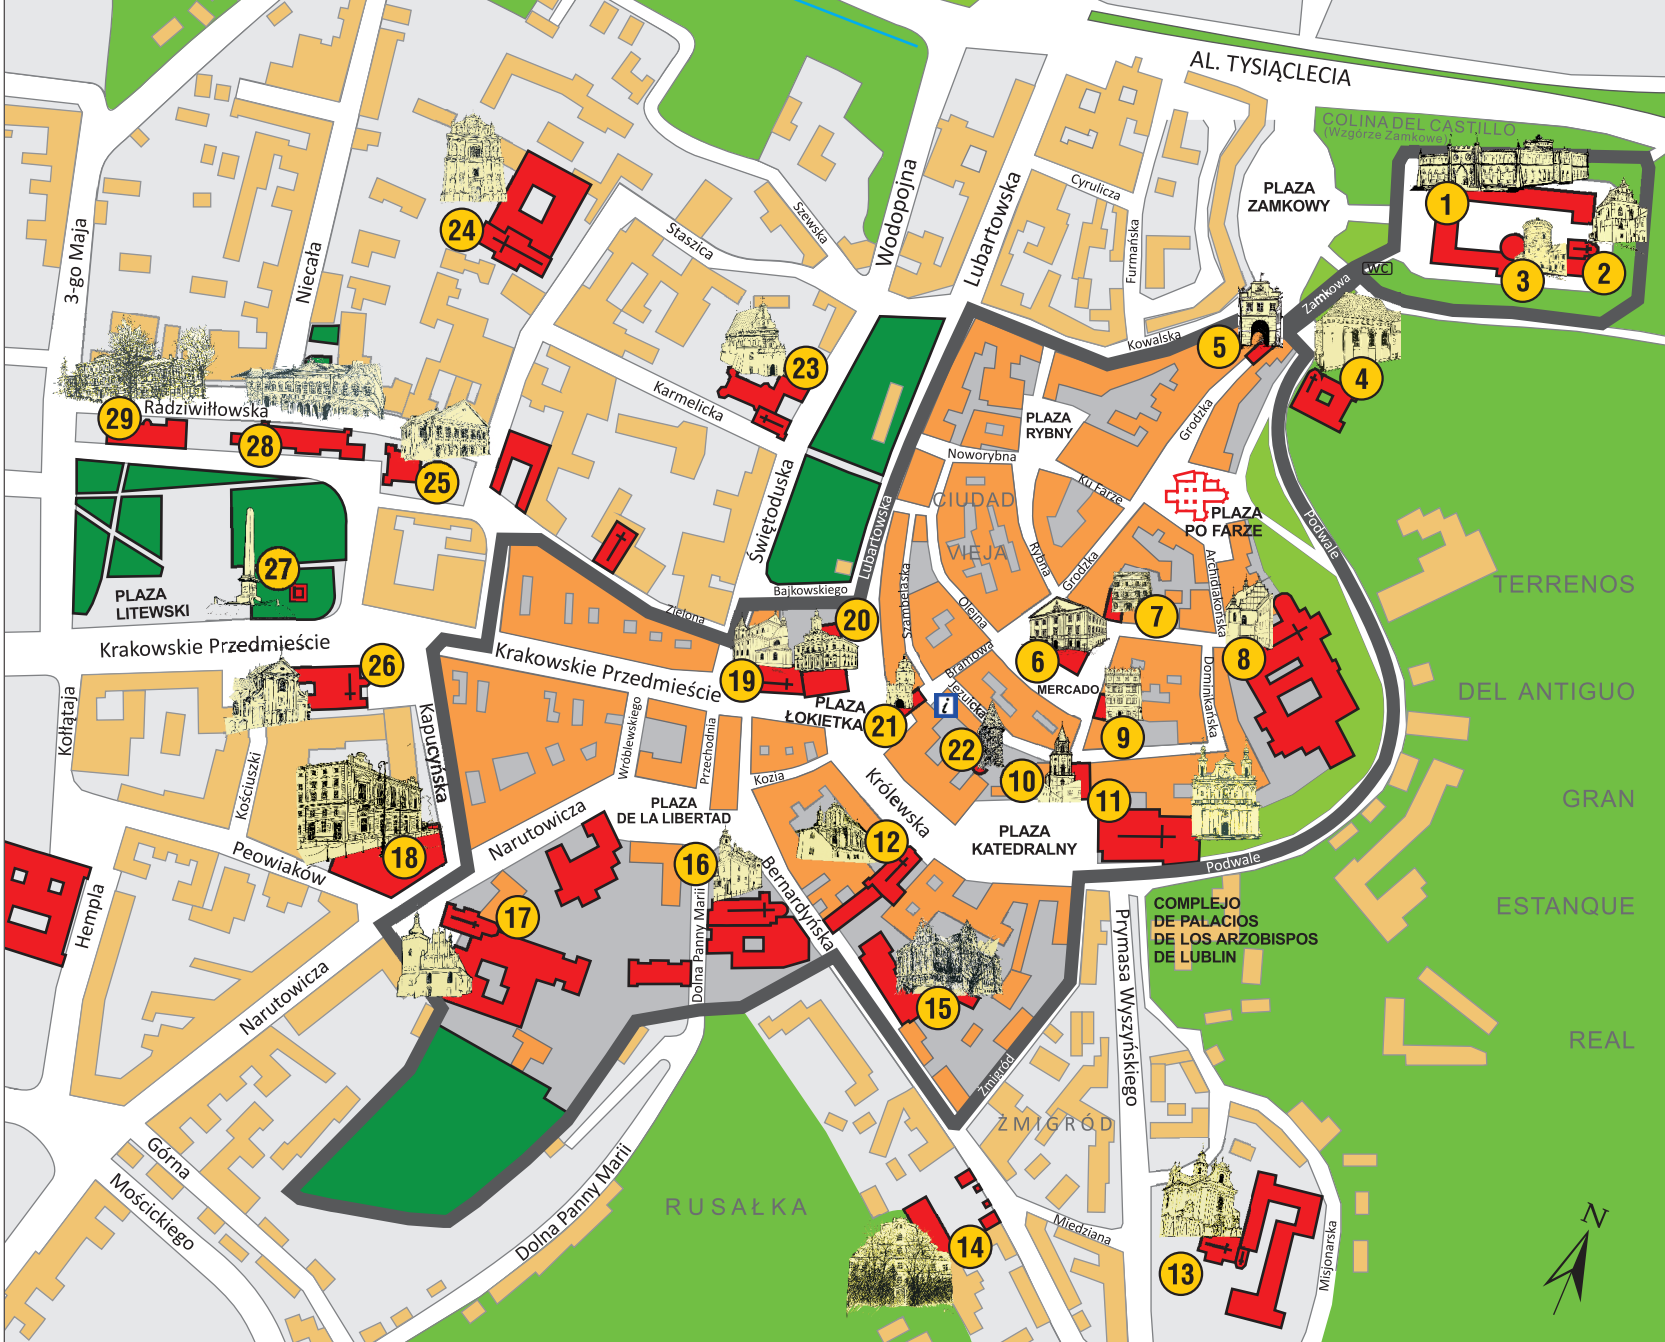 AL. TYSIĄCLECIA
COLINA DEL CASTILLO
(Wzgórze Zamkowe)
PLAZA
ZAMKOWY
1
2
3
WC
Zamkowa
4
5
Kowalska
Cyrulicza
Furmańska
Lubartowska
Wodopojna
Szewska
Staszica
24
3-go Maja
Niecała
23
Karmelicka
Świętoduska
29
Radziwiłłowska
28
25
PLAZA
RYBNY
Noworybna
Grodzka
Ku Farze
CIUDAD
VIEJA
PLAZA
PO FARZE
Podwale
Lubartowska
Rybna
Grodzka
Archidiakońska
27
PLAZA
LITEWSKI
Bajkowskiego
Zielona
20
Szambelańska
Olejna
7
TERRENOS
DEL ANTIGUO
GRAN
ESTANQUE
REAL
Krakowskie Przedmieście
Krakowskie Przedmieście
26
19
PLAZA
ŁOKIETKA
21
i
Bramowa
Jezuicka
6
MERCADO
8
Dominikańska
9
22
10
11
Kołłątaja
Kościuszki
Kapucyńska
Wróblewskiego
Przechodnia
Kozia
Królewska
PLAZA
KATEDRALNY
PLAZA
DE LA LIBERTAD
Narutowicza
18
Peowiaków
Hempla
16
12
Bernardyńska
Podwale
COMPLEJO
DE PALACIOS
DE LOS ARZOBISPOS
DE LUBLIN
17
Dolna Panny Marii
15
Prymasa Wyszyńskiego
Narutowicza
Żmigród
ŻMIGRÓD
Górna
Mościckiego
Dolna Panny Marii
RUSAŁKA
14
Miedziana
13
Misjonarska
N